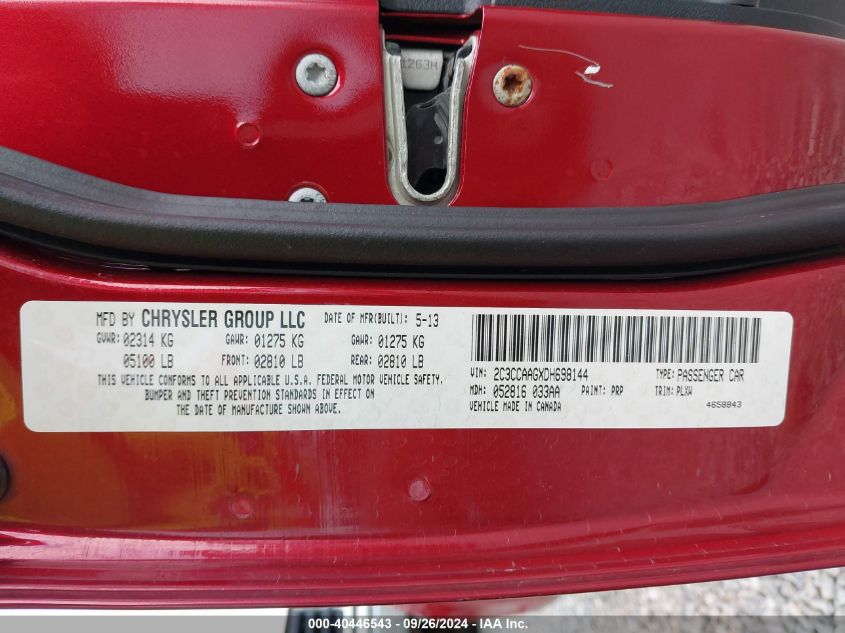 1263H
MFD BY CHRYSLER GROUP LLC DATE OF MFR(BUILT): 5-13
GVWR: 02314 KG GAWR: 01275 KG GAWR: 01275 KG
05100 LB FRONT: 02810 LB REAR: 02810 LB
THIS VEHICLE CONFORMS TO ALL APPLICABLE U.S.A. FEDERAL MOTOR VEHICLE SAFETY,
BUMPER AND THEFT PREVENTION STANDARDS IN EFFECT ON
THE DATE OF MANUFACTURE SHOWN ABOVE.
VIN: 2C3CCAAGXDH698144 TYPE: PASSENGER CAR
MDH: 052816 033AA PAINT: PRP TRIM: PLXW
VEHICLE MADE IN CANADA 4658843
000-40446543 / 09/26/2024 - IAA Inc.